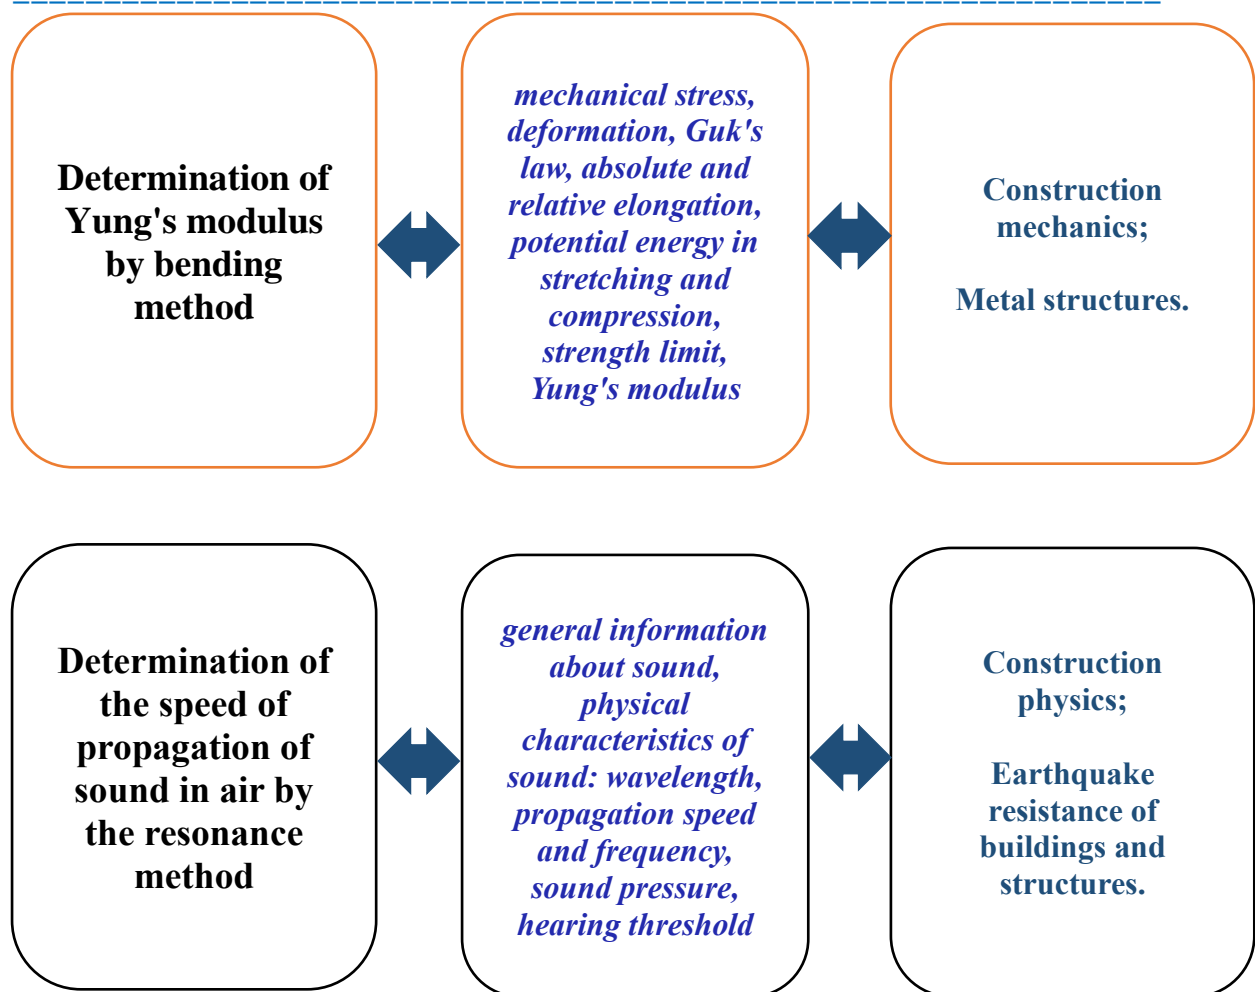 Determination of
Yung's modulus
by bending
method
mechanical stress,
deformation, Guk's
law, absolute and
relative elongation,
potential energy in
stretching and
compression,
strength limit,
Yung's modulus
Construction
mechanics;
Metal structures.
Determination of
the speed of
propagation of
sound in air by
the resonance
method
general information
about sound,
physical
characteristics of
sound: wavelength,
propagation speed
and frequency,
sound pressure,
hearing threshold
Construction
physics;
Earthquake
resistance of
buildings and
structures.